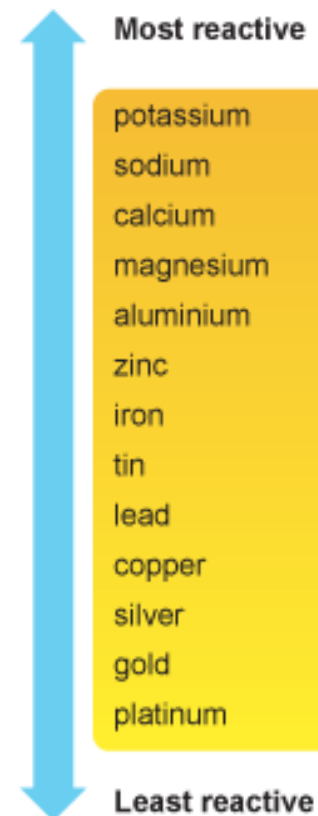 Most reactive
potassium
sodium
calcium
magnesium
aluminium
zinc
iron
tin
lead
copper
silver
gold
platinum
Least reactive